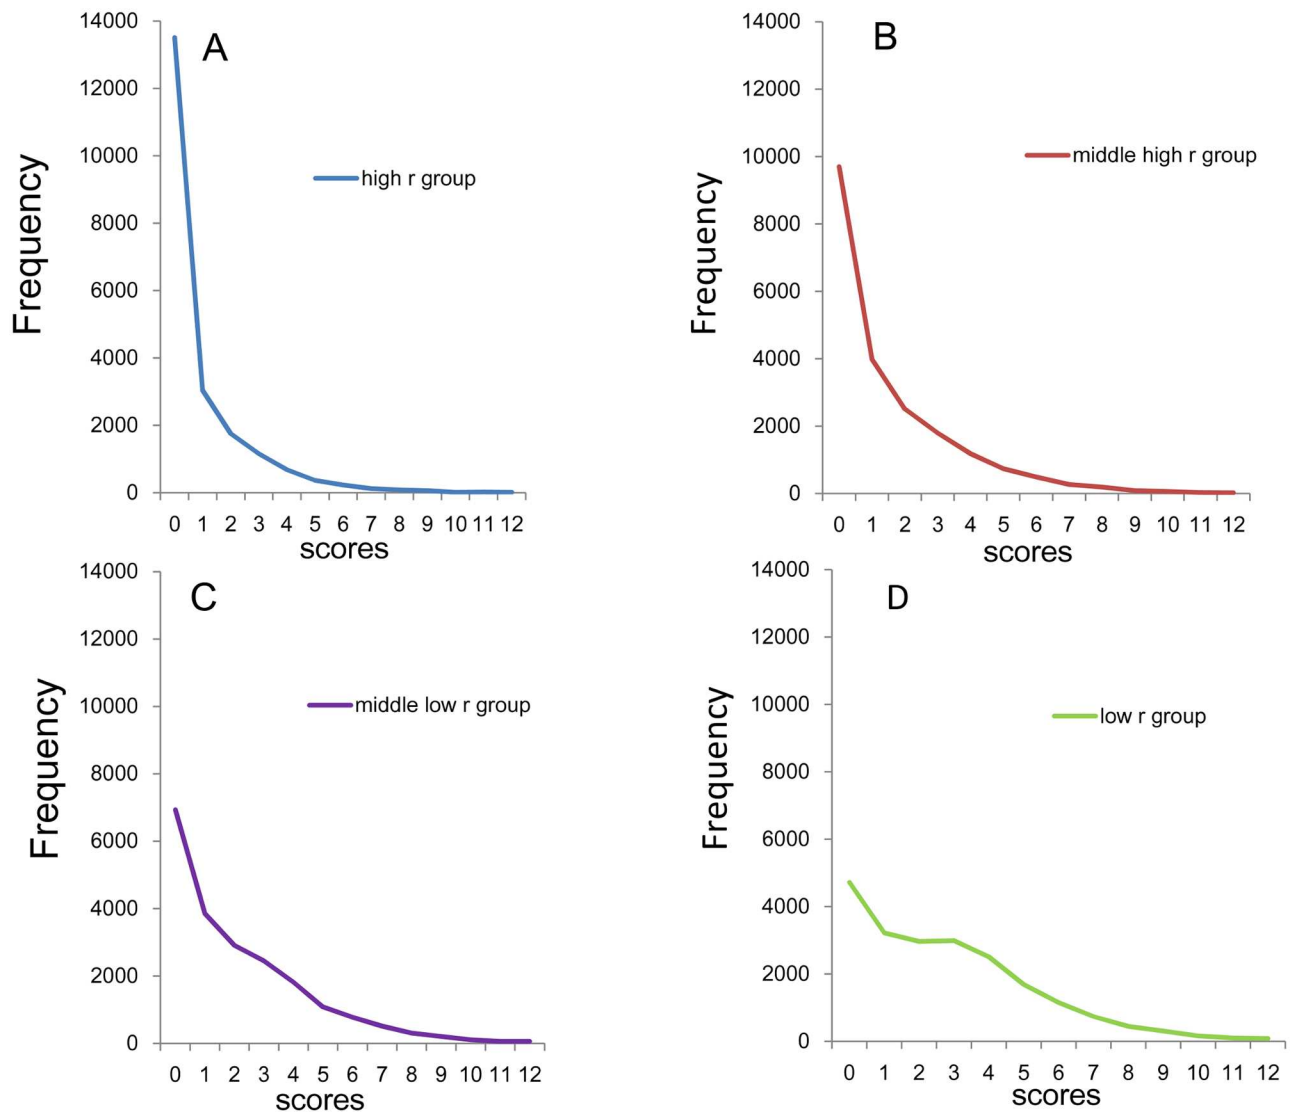 A
14000
12000
10000
8000
6000
4000
2000
0
Frequency
high r group
0 1 2 3 4 5 6 7 8 9 10 11 12
scores
B
14000
12000
10000
8000
6000
4000
2000
0
Frequency
middle high r group
0 1 2 3 4 5 6 7 8 9 10 11 12
scores
C
14000
12000
10000
8000
6000
4000
2000
0
Frequency
middle low r group
0 1 2 3 4 5 6 7 8 9 10 11 12
scores
D
14000
12000
10000
8000
6000
4000
2000
0
Frequency
low r group
0 1 2 3 4 5 6 7 8 9 10 11 12
scores